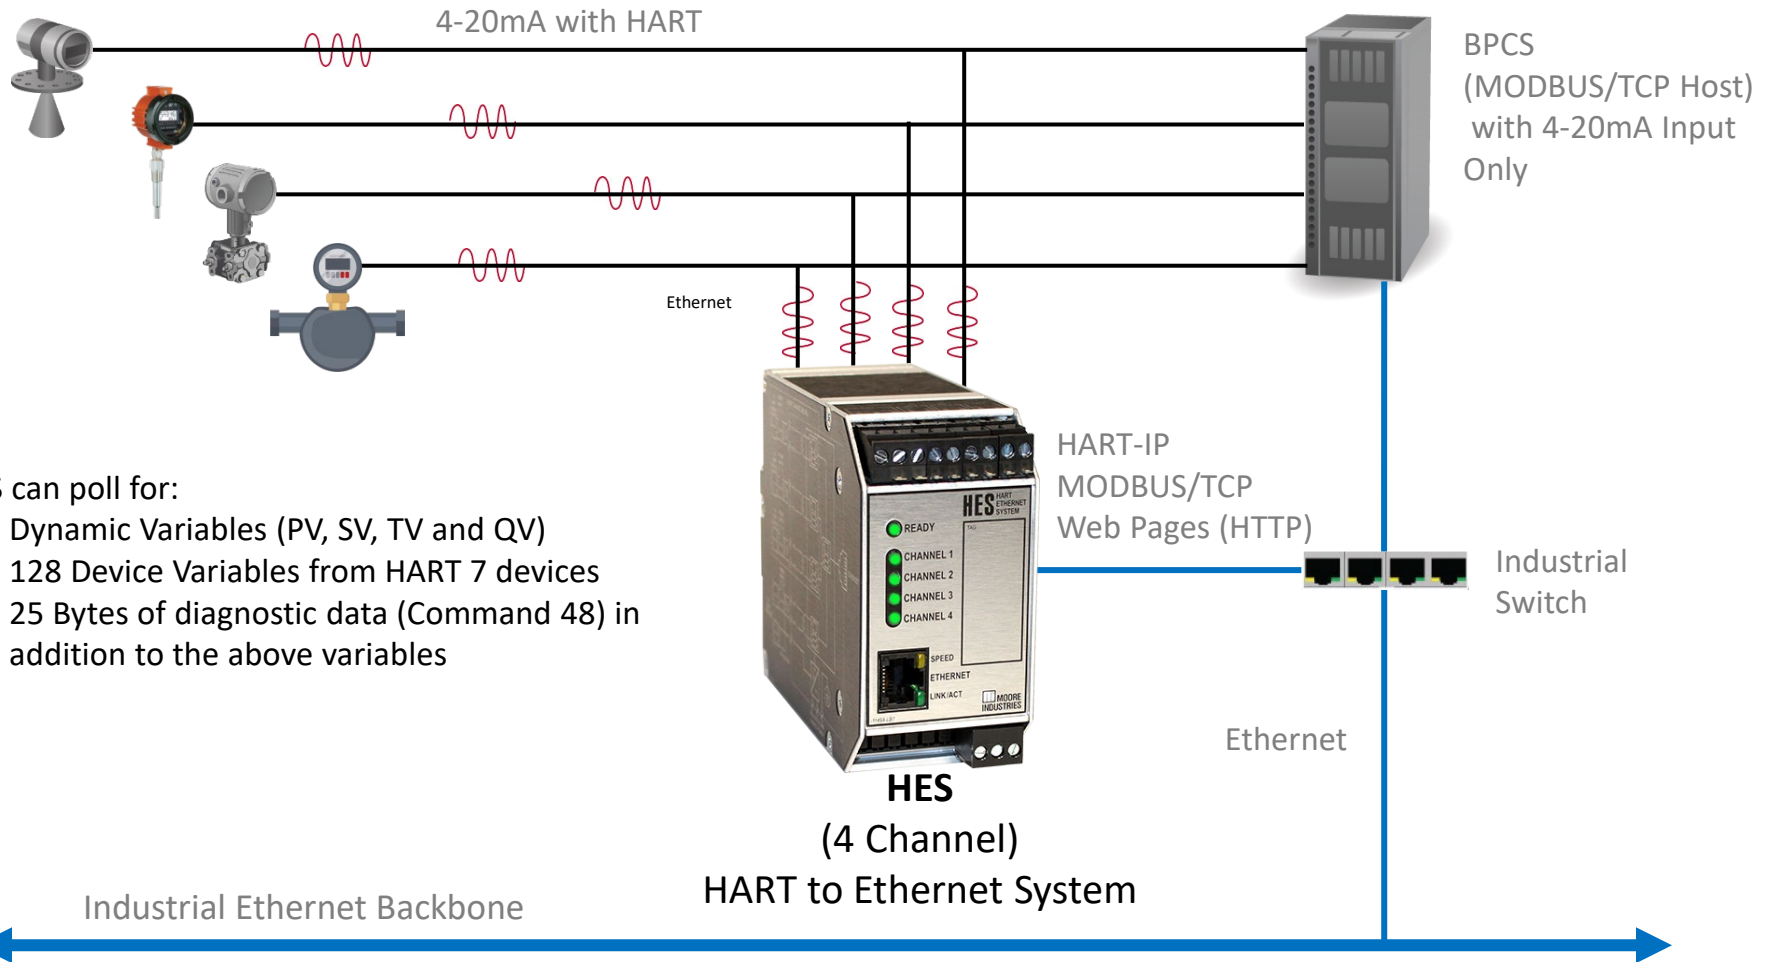 4-20mA with HART
BPCS
(MODBUS/TCP Host)
with 4-20mA Input
Only
Ethernet
can poll for:
Dynamic Variables (PV, SV, TV and QV)
128 Device Variables from HART 7 devices
25 Bytes of diagnostic data (Command 48) in
addition to the above variables
HES HART
ETHERNET
SYSTEM
READY
TAG
CHANNEL 1
CHANNEL 2
CHANNEL 3
CHANNEL 4
SPEED
ETHERNET
LINK/ACT
MOORE
INDUSTRIES
HART-IP
MODBUS/TCP
Web Pages (HTTP)
Industrial
Switch
Ethernet
HES
(4 Channel)
HART to Ethernet System
Industrial Ethernet Backbone